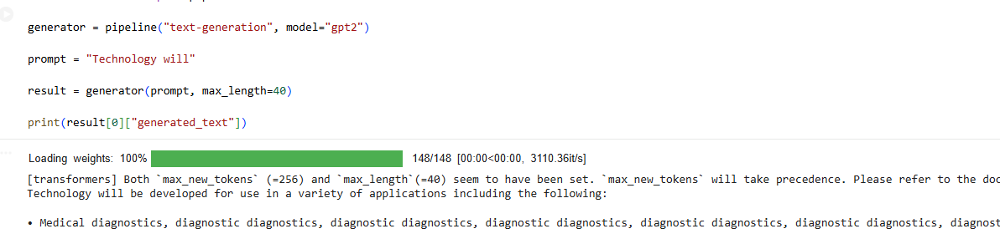 generator = pipeline("text-generation", model="gpt2")
prompt = "Technology will"
result = generator(prompt, max_length=40)
print(result[0]["generated_text"])
Loading weights: 100% 148/148 [00:00<00:00, 3110.36it/s]
[transformers] Both `max_new_tokens` (=256) and `max_length`(=40) seem to have been set. `max_new_tokens` will take precedence. Please refer to the
Technology will be developed for use in a variety of applications including the following:
• Medical diagnostics, diagnostic diagnostics, diagnostic diagnostics, diagnostic diagnostics, diagnostic diagnostics, diagnostic diagnostics,